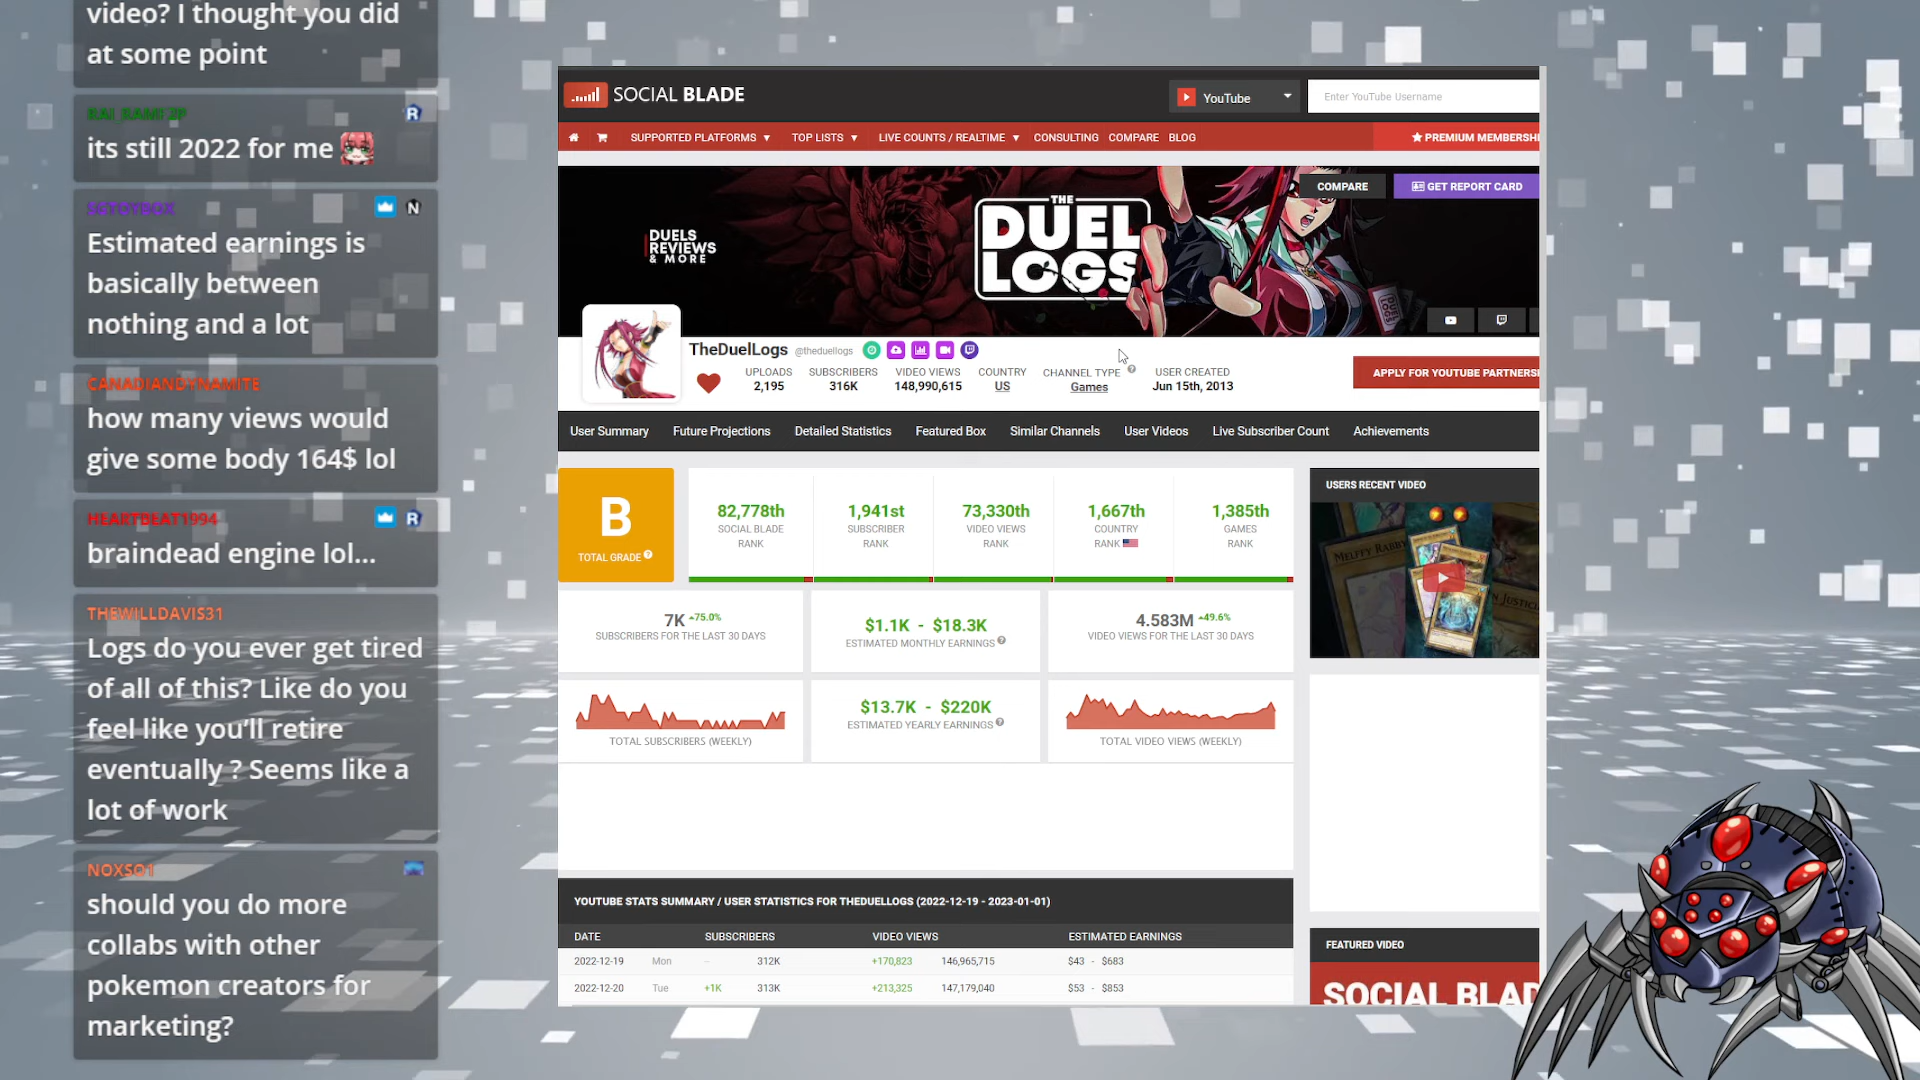 video? I thought you did
at some point
its still 2022 for me
Estimated earnings is
basically between
nothing and a lot
CANADIANDYNAMITE
how many views would
give some body 164$ lol
HEARTBEAT1994
braindead engine lol...
THEWILLDAVIS31
Logs do you ever get tired
of all of this? Like do you
feel like you'll retire
eventually ? Seems like a
lot of work
NOXSO1
should you do more
collabs with other
pokemon creators for
marketing?
SOCIAL BLADE
YouTube
Enter YouTube Username
SUPPORTED PLATFORMS
TOP LISTS
LIVE COUNTS / REALTIME
CONSULTING
COMPARE
BLOG
PREMIUM MEMBERSHI
DUELS
REVIEWS
& MORE
THE
DUEL
LOGS
COMPARE
GET REPORT CARD
TheDuelLogs @theduellogs
UPLOADS
2,195
SUBSCRIBERS
316K
VIDEO VIEWS
148,990,615
COUNTRY
US
CHANNEL TYPE
Games
USER CREATED
Jun 15th, 2013
APPLY FOR YOUTUBE PARTNERSI
User Summary
Future Projections
Detailed Statistics
Featured Box
Similar Channels
User Videos
Live Subscriber Count
Achievements
B
TOTAL GRADE
82,778th
SOCIAL BLADE
RANK
1,941st
SUBSCRIBER
RANK
73,330th
VIDEO VIEWS
RANK
1,667th
COUNTRY
RANK
1,385th
GAMES
RANK
USERS RECENT VIDEO
MELFFY RABBY
N JUSTIC
7K 75.0%
SUBSCRIBERS FOR THE LAST 30 DAYS
$1.1K - $18.3K
ESTIMATED MONTHLY EARNINGS
4.583M 49.6%
VIDEO VIEWS FOR THE LAST 30 DAYS
TOTAL SUBSCRIBERS (WEEKLY)
$13.7K - $220K
ESTIMATED YEARLY EARNINGS
TOTAL VIDEO VIEWS (WEEKLY)
YOUTUBE STATS SUMMARY / USER STATISTICS FOR THEDUELLOGS (2022-12-19 - 2023-01-01)
DATE SUBSCRIBERS VIDEO VIEWS ESTIMATED EARNINGS
2022-12-19 Mon -- 312K +170,823 146,965,715 $43 - $683
2022-12-20 Tue +1K 313K +213,325 147,179,040 $53 - $853
FEATURED VIDEO
SOCIAL BLAD